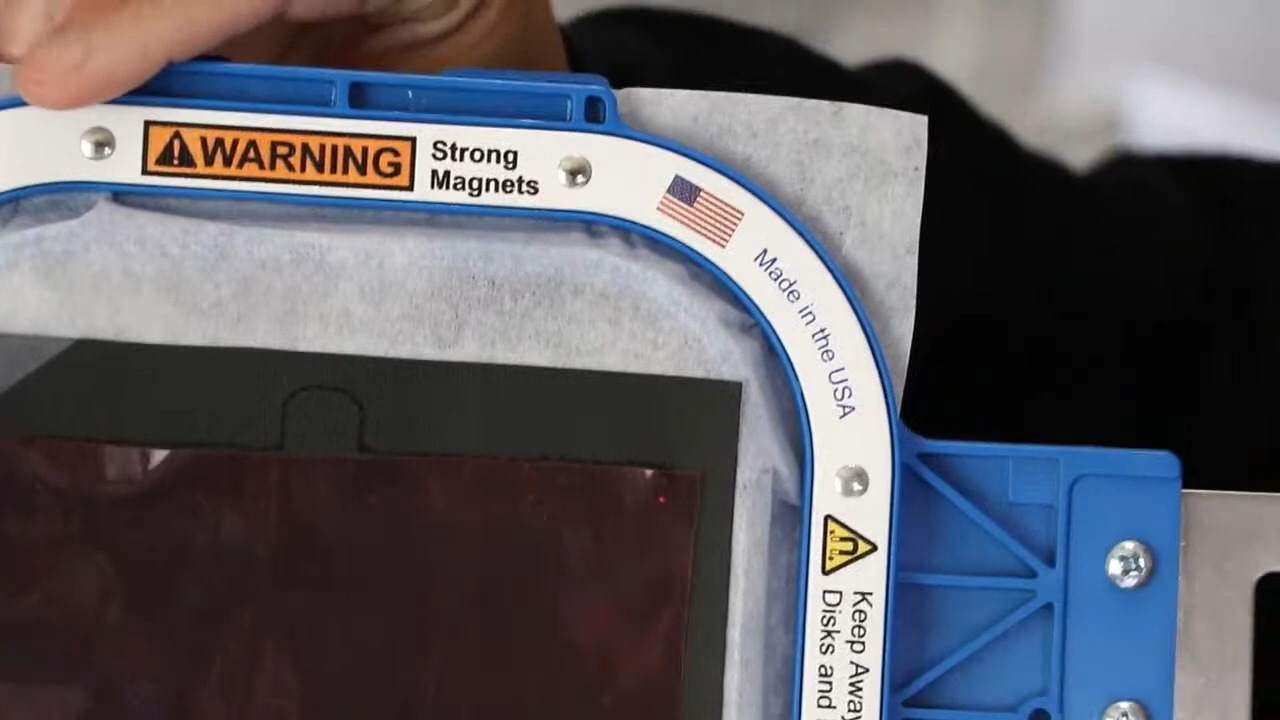 WARNING
Strong
Magnets
Made in the USA
Keep Away
Disks and